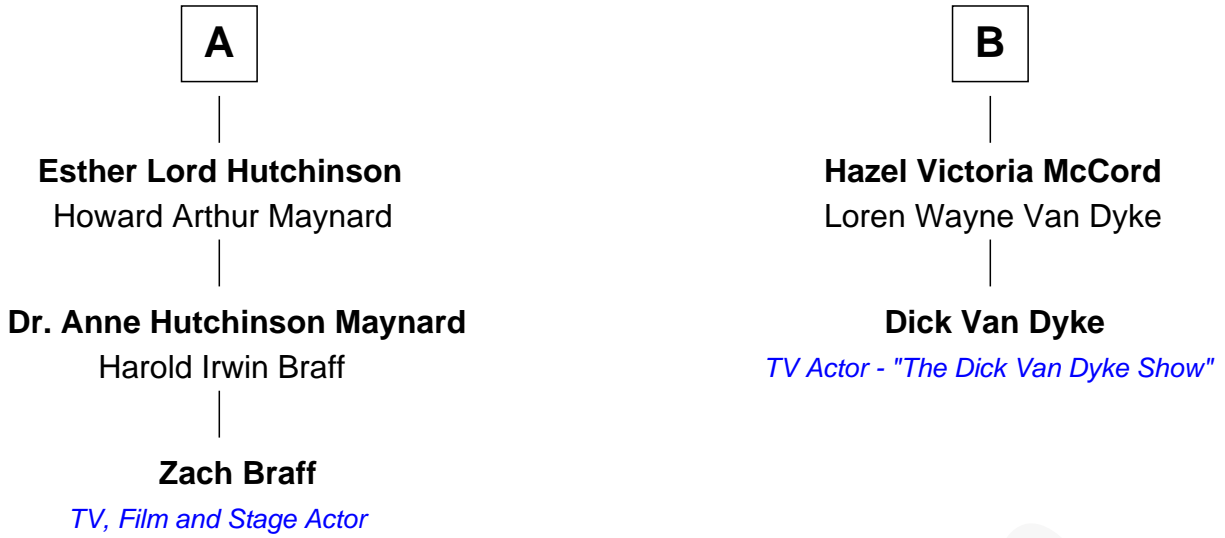 A
Esther Lord Hutchinson
Howard Arthur Maynard
Dr. Anne Hutchinson Maynard
Harold Irwin Braff
Zach Braff
TV, Film and Stage Actor
B
Hazel Victoria McCord
Loren Wayne Van Dyke
Dick Van Dyke
TV Actor - "The Dick Van Dyke Show"